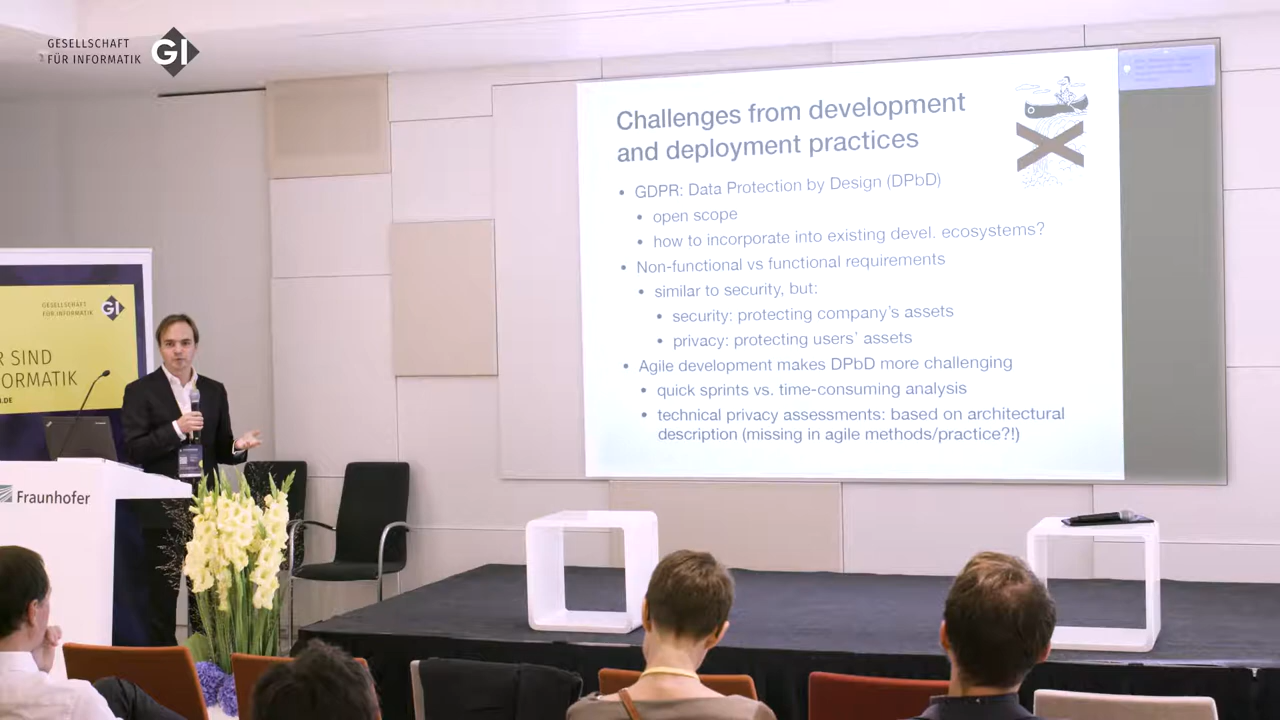 GESELLSCHAFT
FÜR INFORMATIK
GI
Challenges from development
and deployment practices
• GDPR: Data Protection by Design (DPbD)
• open scope
• how to incorporate into existing devel. ecosystems?
• Non-functional vs functional requirements
• similar to security, but:
• security: protecting company's assets
• privacy: protecting users' assets
• Agile development makes DPbD more challenging
• quick sprints vs. time-consuming analysis
• technical privacy assessments: based on architectural
description (missing in agile methods/practice?!)
GESELLSCHAFT
FÜR INFORMATIK
GI
R SIND
ORMATIK
.DE
Fraunhofer